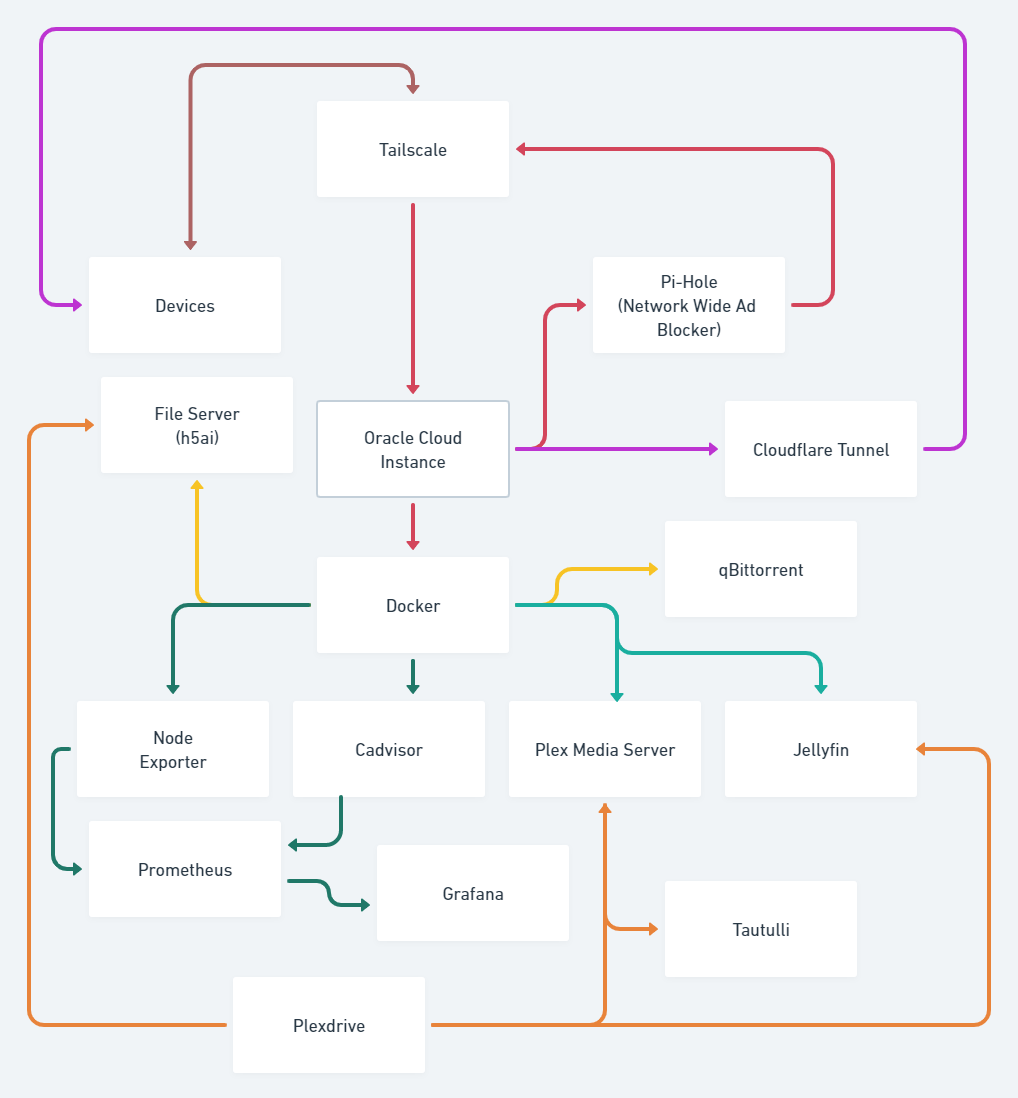 Tailscale
Devices
Pi-Hole
(Network Wide Ad
Blocker)
File Server
(h5ai)
Oracle Cloud
Instance
Cloudflare Tunnel
qBittorrent
Docker
Node
Exporter
Cadvisor
Plex Media Server
Jellyfin
Prometheus
Grafana
Tautulli
Plexdrive